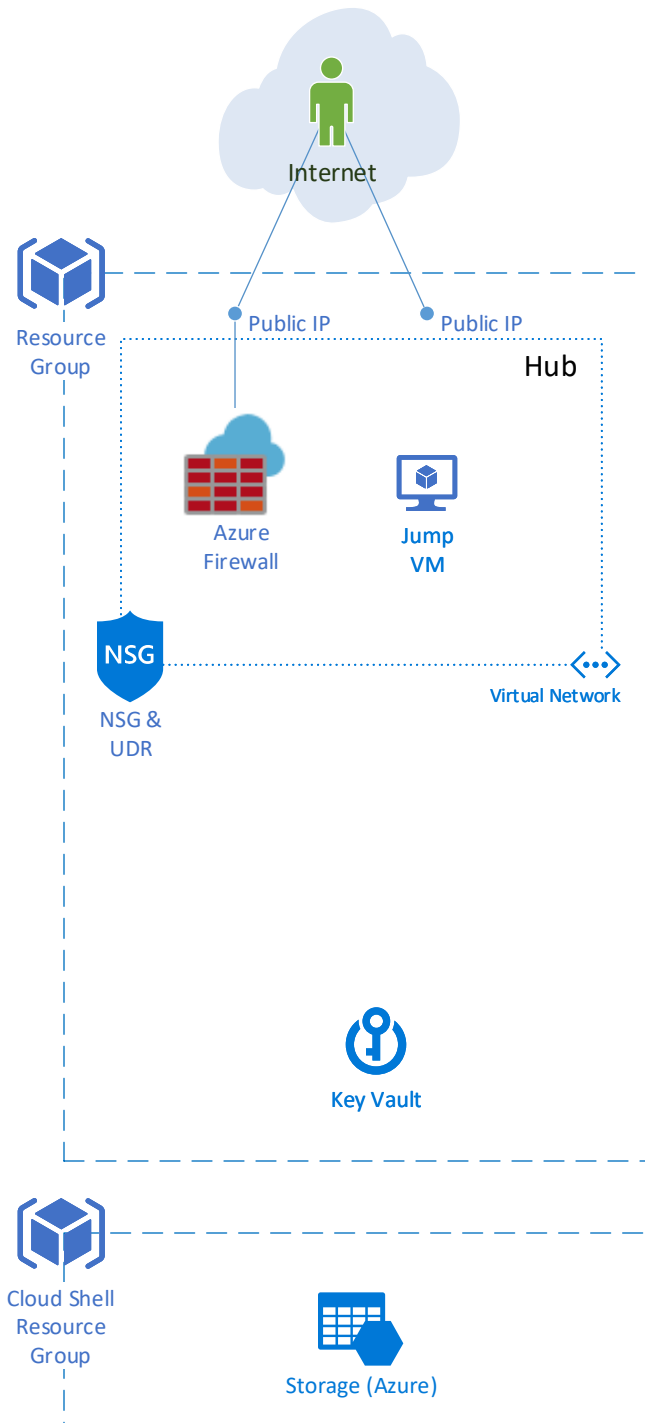 Internet
Public IP
Public IP
Resource
Group
Hub
Azure
Firewall
Jump
VM
NSG
NSG &
UDR
Virtual Network
Key Vault
Cloud Shell
Resource
Group
Storage (Azure)